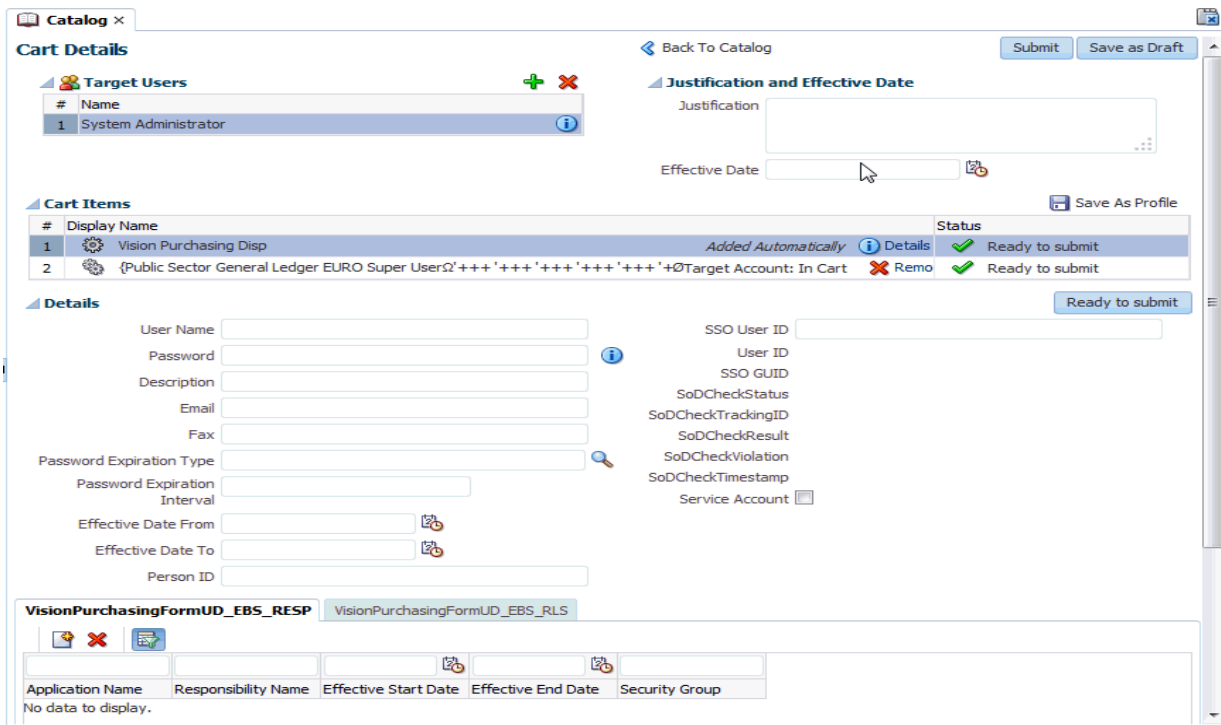 Catalog ×
Cart Details
Back To Catalog
Submit
Save as Draft
Target Users
# Name
1 System Administrator
Justification and Effective Date
Justification
Effective Date
Cart Items
Save As Profile
# Display Name Status
1 Vision Purchasing Disp Added Automatically Details Ready to submit
2 {Public Sector General Ledger EURO Super UserΩ'+++'+++'+++'+++'+++'+ØTarget Account: In Cart Remo Ready to submit
Details
Ready to submit
User Name
Password
Description
Email
Fax
Password Expiration Type
Password Expiration
Interval
Effective Date From
Effective Date To
Person ID
SSO User ID
User ID
SSO GUID
SoDCheckStatus
SoDCheckTrackingID
SoDCheckResult
SoDCheckViolation
SoDCheckTimestamp
Service Account
VisionPurchasingFormUD_EBS_RESP VisionPurchasingFormUD_EBS_RLS
Application Name Responsibility Name Effective Start Date Effective End Date Security Group
No data to display.